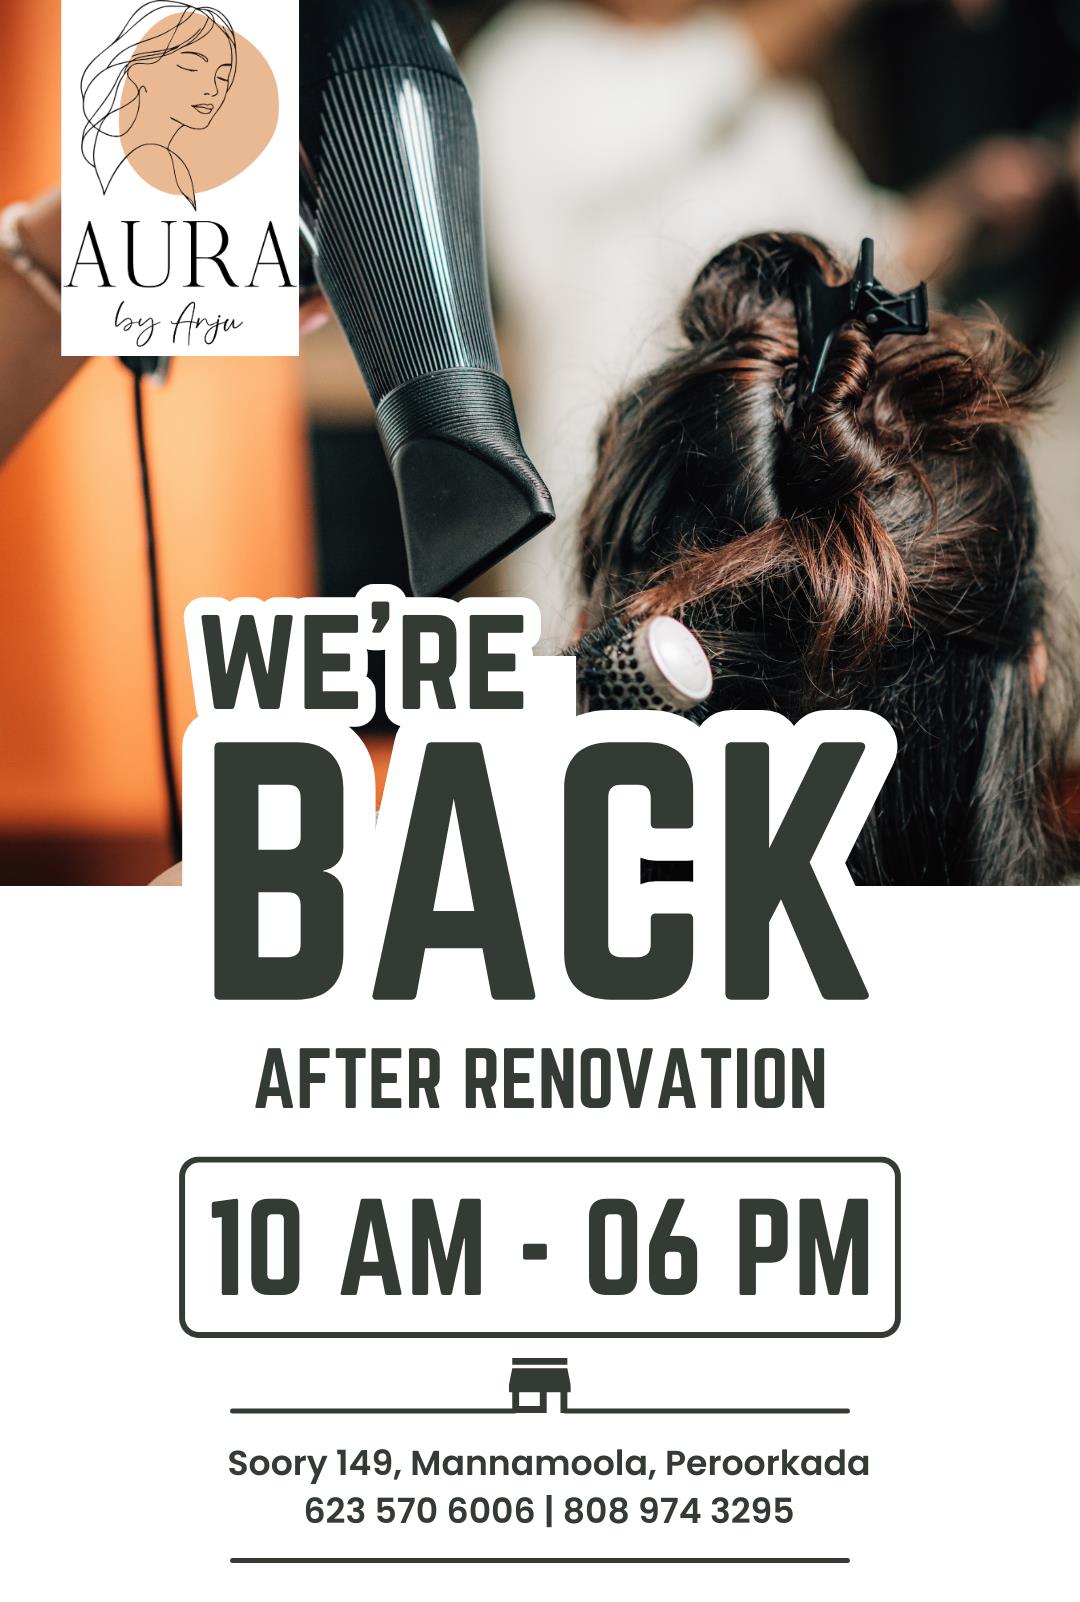 AURA
by Anju
WE'RE
BACK
AFTER RENOVATION
10 AM - 06 PM
Soory 149, Mannamoola, Peroorkada
623 570 6006 | 808 974 3295